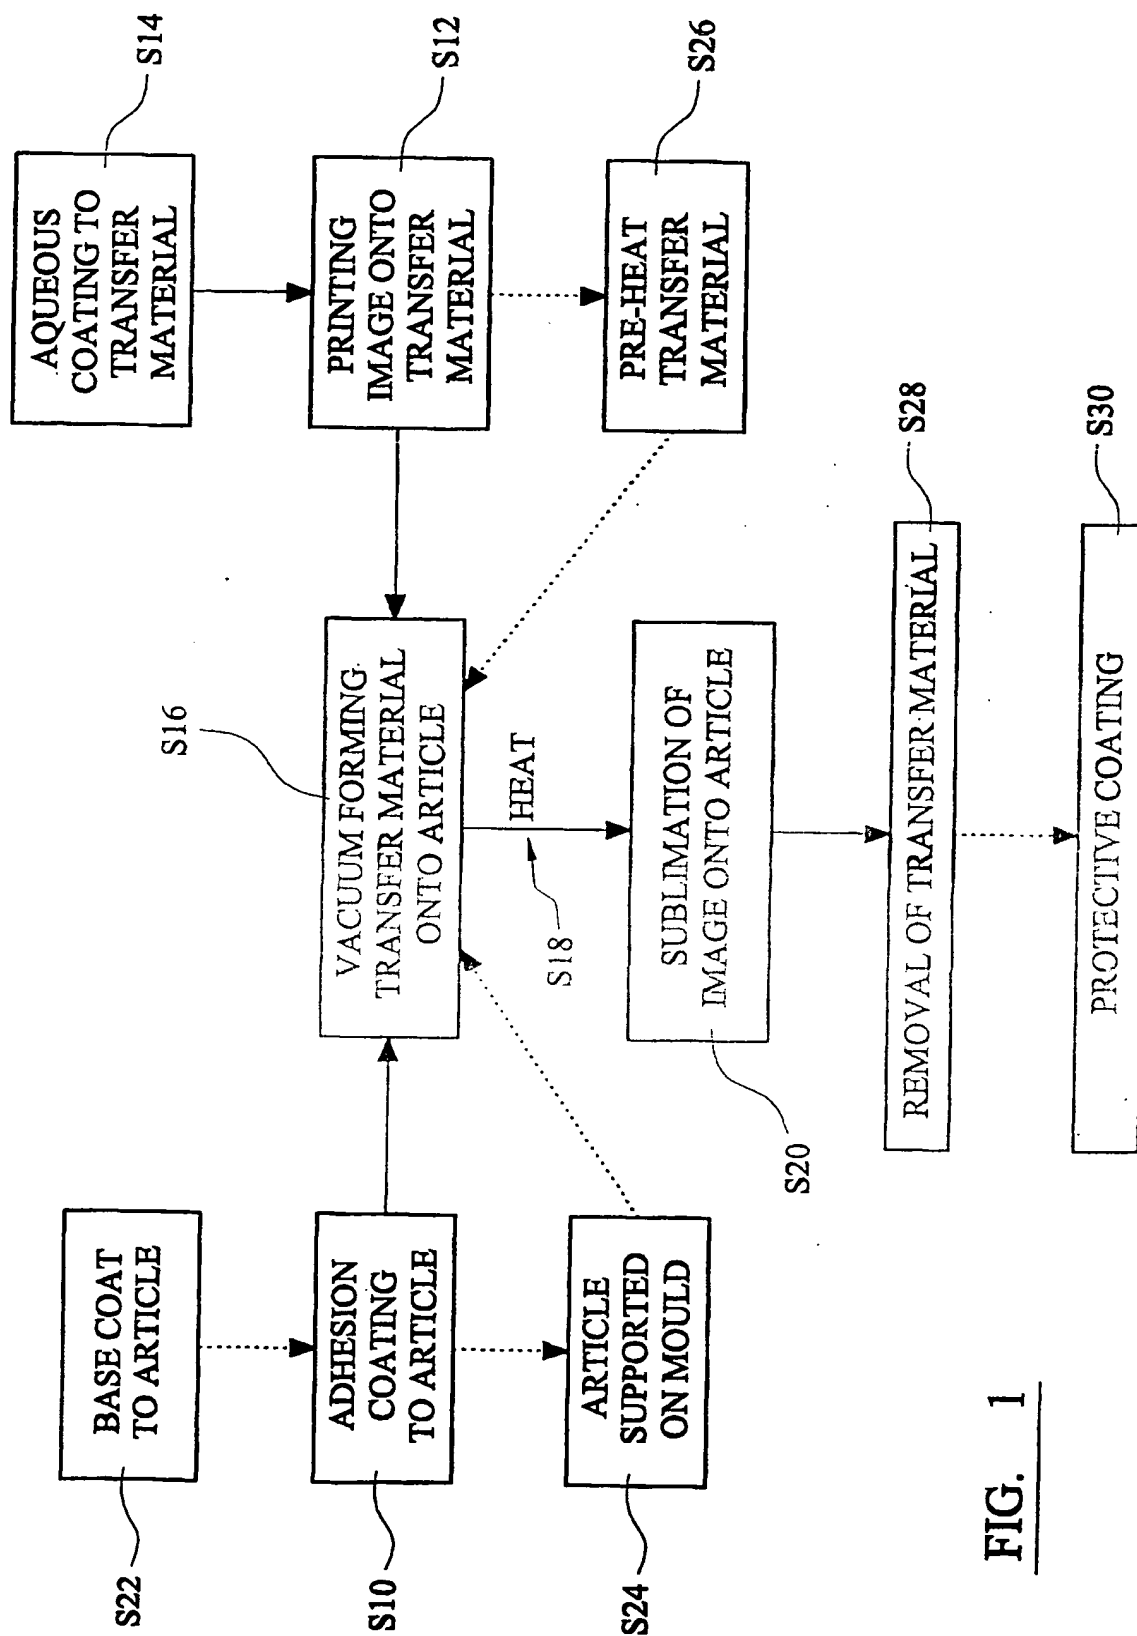 S22
BASE COAT
TO ARTICLE
S10
ADHESION
COATING
TO ARTICLE
S24
ARTICLE
SUPPORTED
ON MOULD
S16
VACUUM FORMING
TRANSFER MATERIAL
ONTO ARTICLE
S18
HEAT
S20
SUBLIMATION OF
IMAGE ONTO ARTICLE
REMOVAL OF TRANSFER MATERIAL
S28
PROTECTIVE COATING
S30
AQUEOUS
COATING TO
TRANSFER
MATERIAL
S14
PRINTING
IMAGE ONTO
TRANSFER
MATERIAL
S12
PRE-HEAT
TRANSFER
MATERIAL
S26
FIG. 1